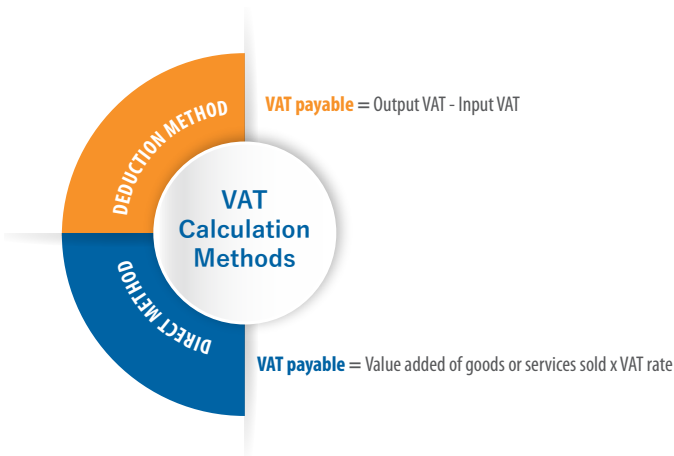 DEDUCTION METHOD
VAT payable = Output VAT - Input VAT
VAT
Calculation
Methods
DIRECT METHOD
VAT payable = Value added of goods or services sold x VAT rate